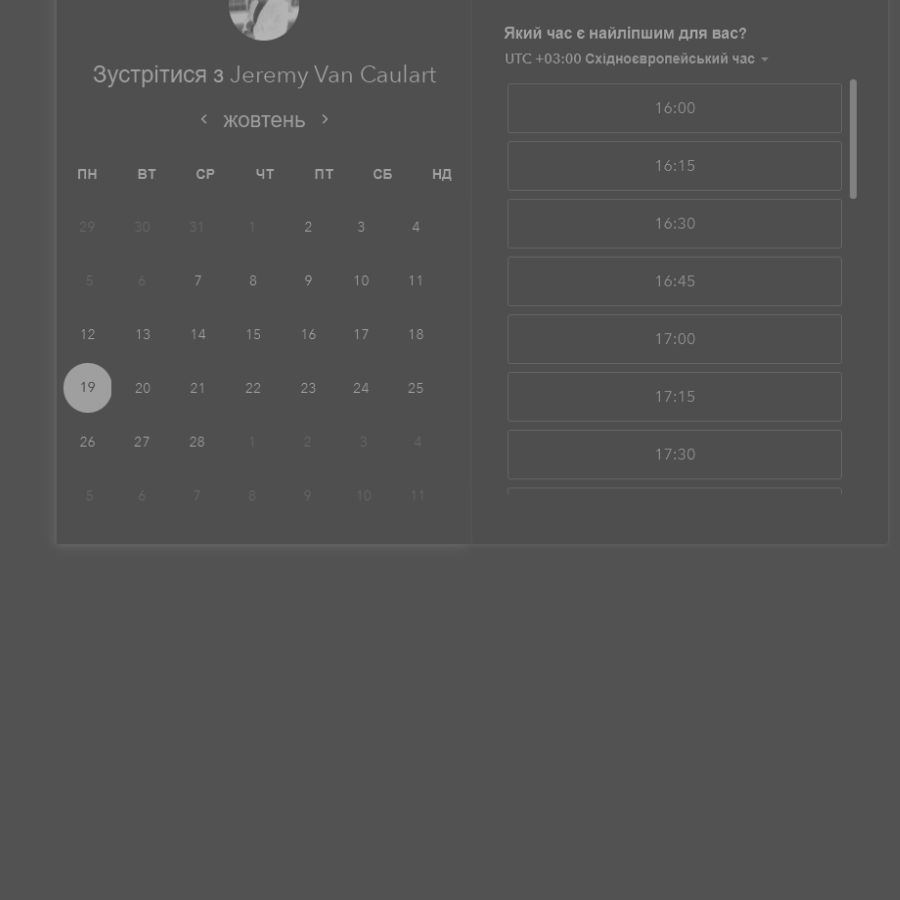 Зустрітися з Jeremy Van Caulart
жовтень
ПН ВТ СР ЧТ ПТ СБ НД
29 30 31 1 2 3 4
5 6 7 8 9 10 11
12 13 14 15 16 17 18
19 20 21 22 23 24 25
26 27 28 1 2 3 4
5 6 7 8 9 10 11
Який час є найліпшим для вас?
UTC +03:00 Східноєвропейський час
16:00
16:15
16:30
16:45
17:00
17:15
17:30